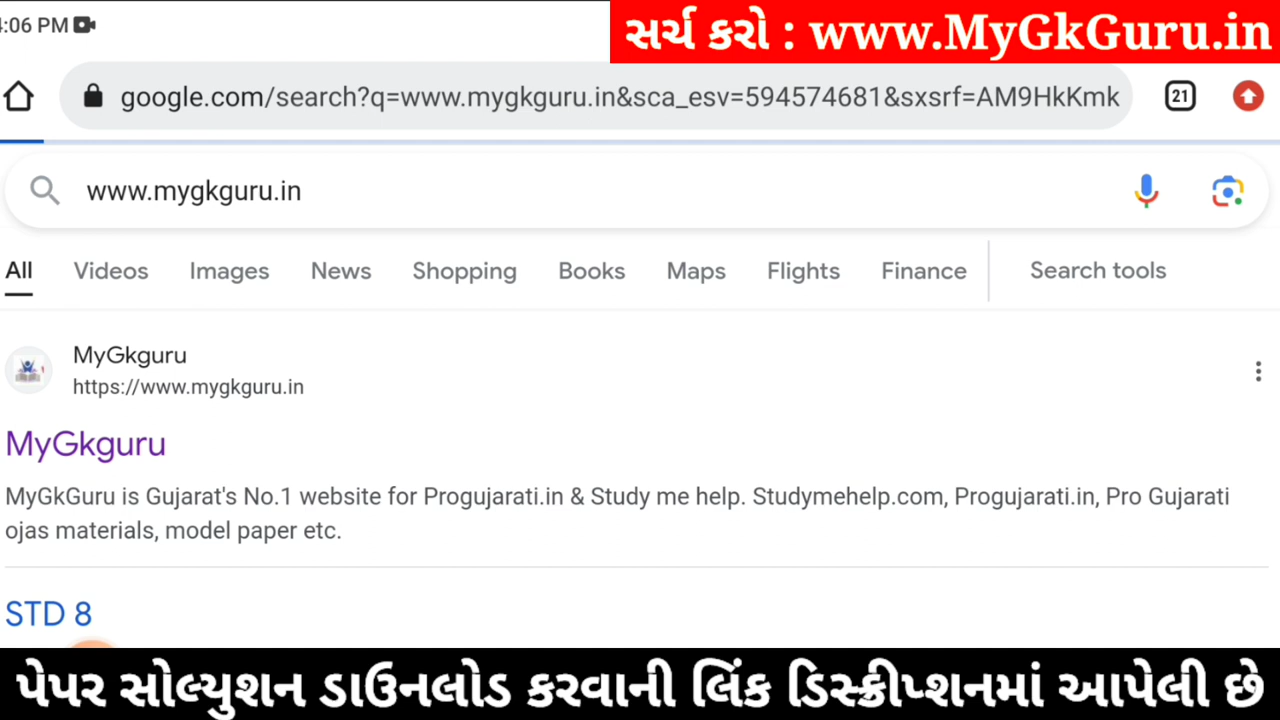 :06 PM
સર્ચ કરો : www.MyGkGuru.in
google.com/search?q=www.mygkguru.in&sca_esv=594574681&sxsrf=AM9HkKmk
21
www.mygkguru.in
All Videos Images News Shopping Books Maps Flights Finance Search tools
MyGkguru
https://www.mygkguru.in
MyGkguru
MyGkGuru is Gujarat's No.1 website for Progujarati.in & Study me help. Studymehelp.com, Progujarati.in, Pro Gujarati
ojas materials, model paper etc.
STD 8
પેપર સોલ્યુશન ડાઉનલોડ કરવાની લિંક ડિસ્ક્રીપ્શનમાં આપેલી છે